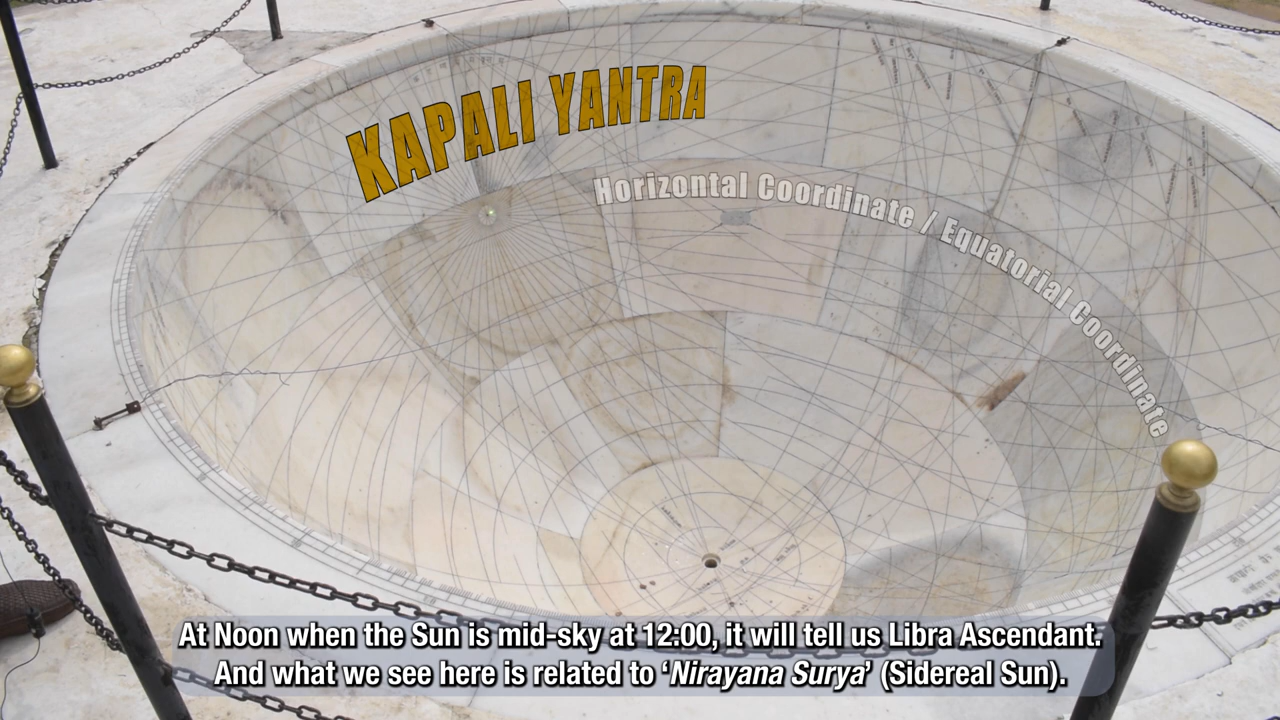 KAPALI YANTRA
Horizontal Coordinate / Equatorial Coordinate
At Noon when the Sun is mid-sky at 12:00, it will tell us Libra Ascendant.
And what we see here is related to ‘Nirayana Surya’ (Sidereal Sun).